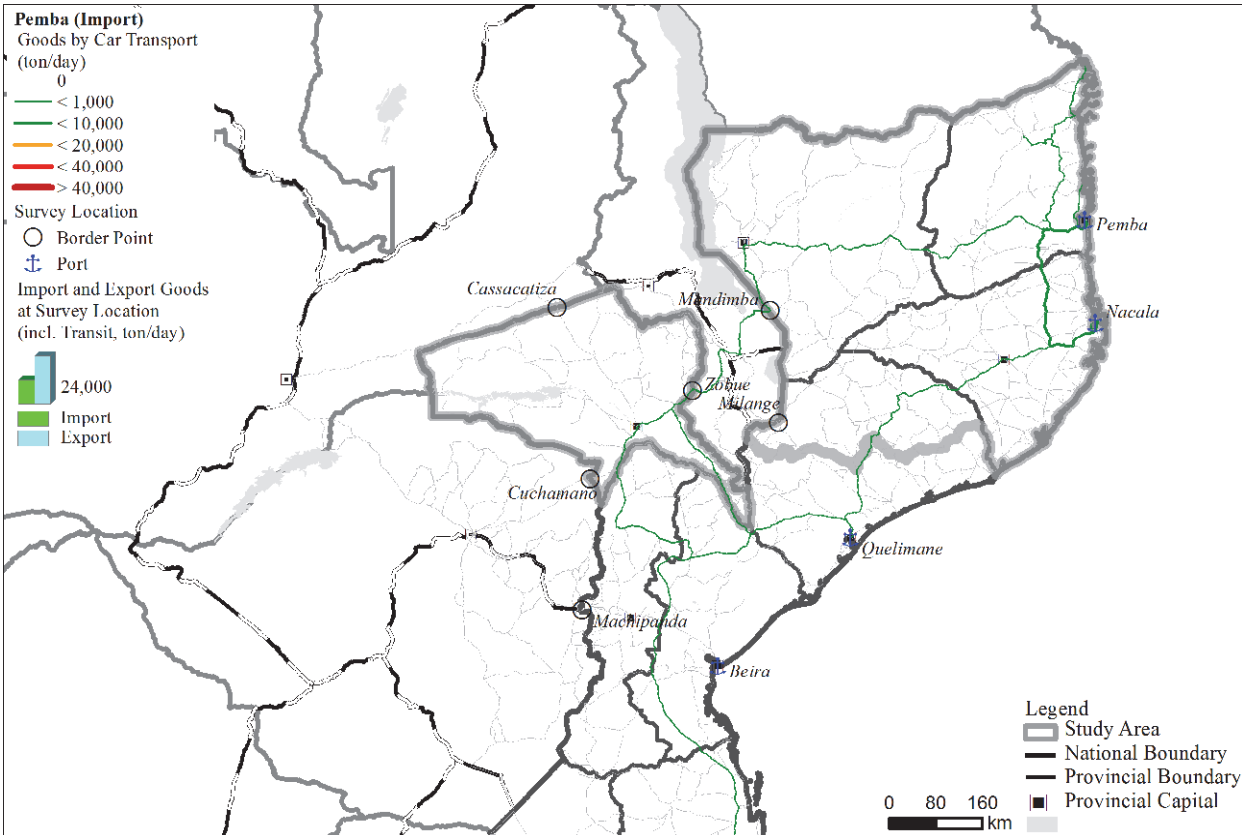 Pemba (Import)
Goods by Car Transport
(ton/day)
0
< 1,000
< 10,000
< 20,000
< 40,000
> 40,000
Survey Location
Border Point
Port
Import and Export Goods
at Survey Location
(incl. Transit, ton/day)
24,000
Import
Export
Pemba
Cassacatiza
Mandimba
Nacala
Zobue
Milange
Cuchamano
Quelimane
Machipanda
Beira
Legend
Study Area
National Boundary
Provincial Boundary
Provincial Capital
0 80 160
km